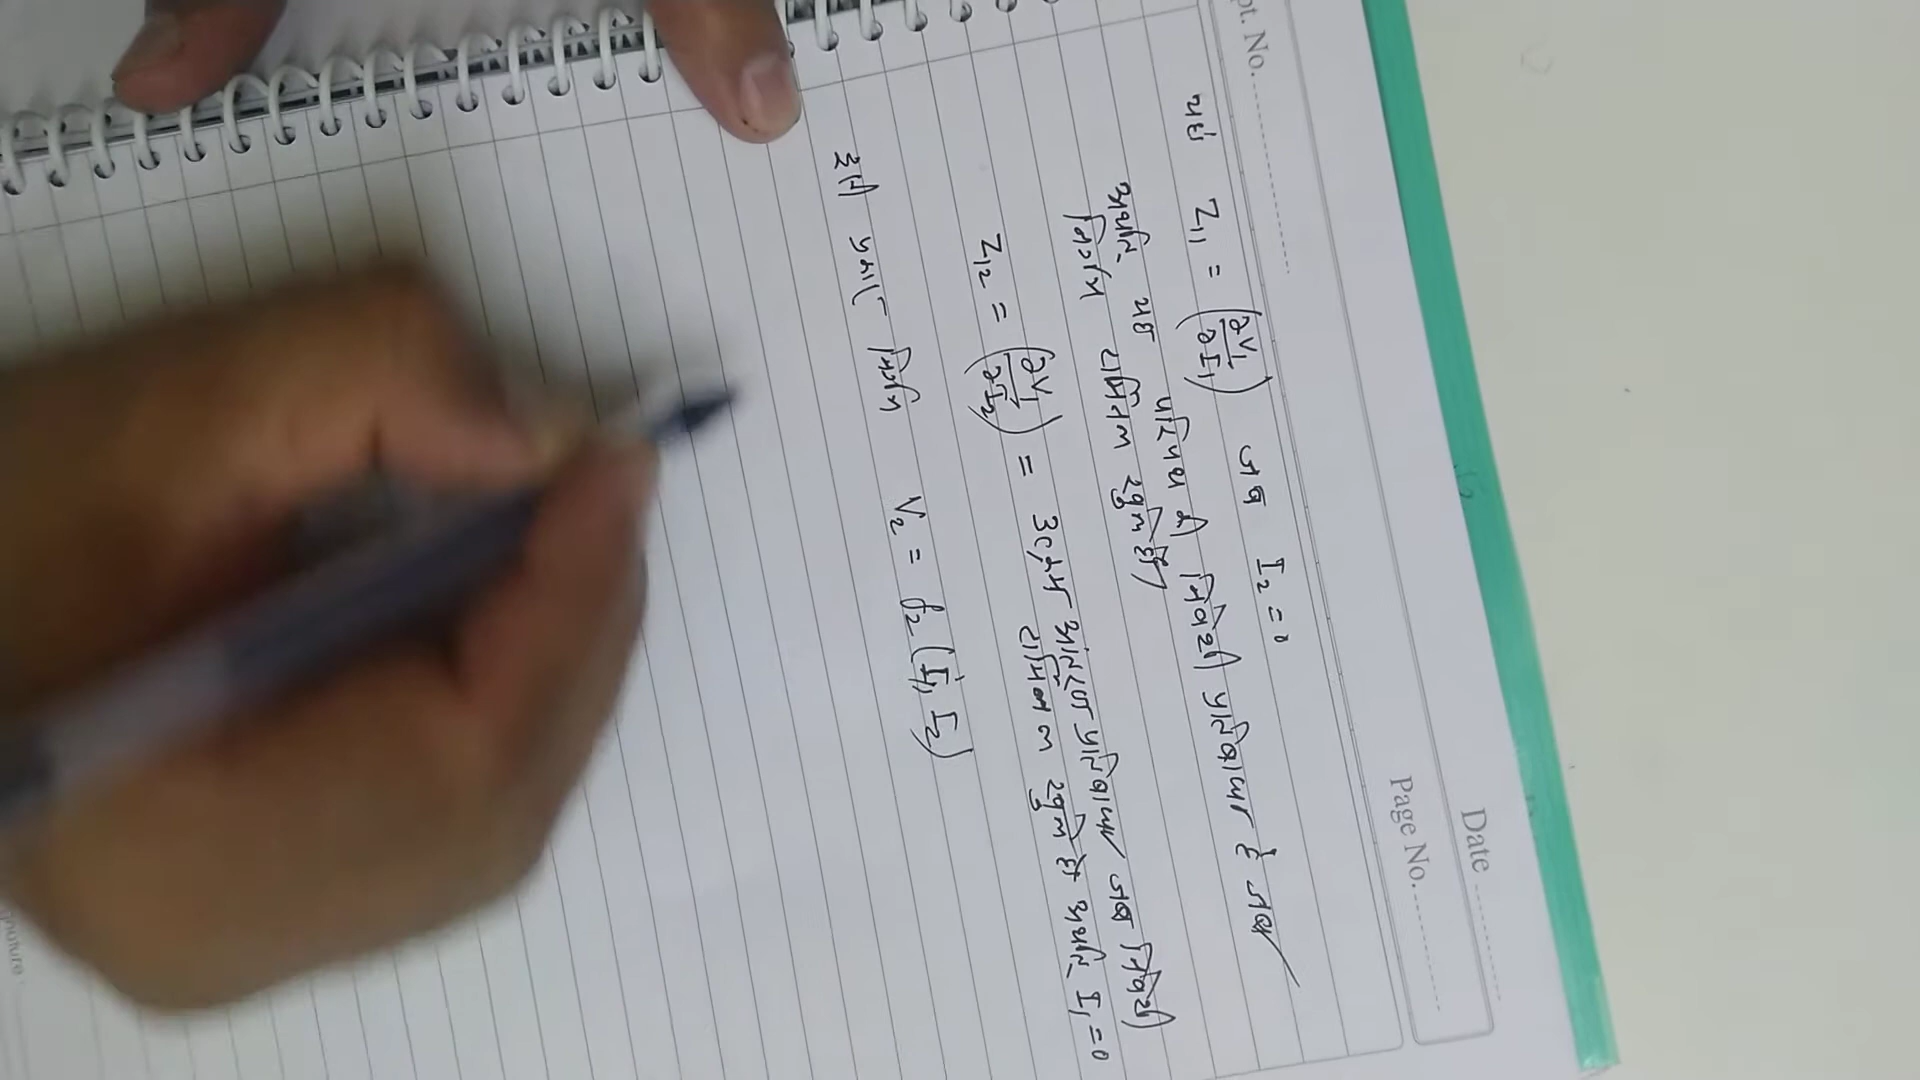 pt. No.
Date
Page No.
यहाँ Z₁₁ = (∂V₁/∂I₁) जब I₂ = 0
अर्थात् यह परिपथ की निवेशी प्रतिबाधा है जब
निर्गम टर्मिनल खुले हों
Z₁₂ = (∂V₁/∂I₂) = उत्क्रम अन्तरण प्रतिबाधा जब निवेशी
टर्मिनल खुले हों अर्थात् I₁ = 0
इसी प्रकार निर्गम V₂ = f₂ (I₁, I₂)